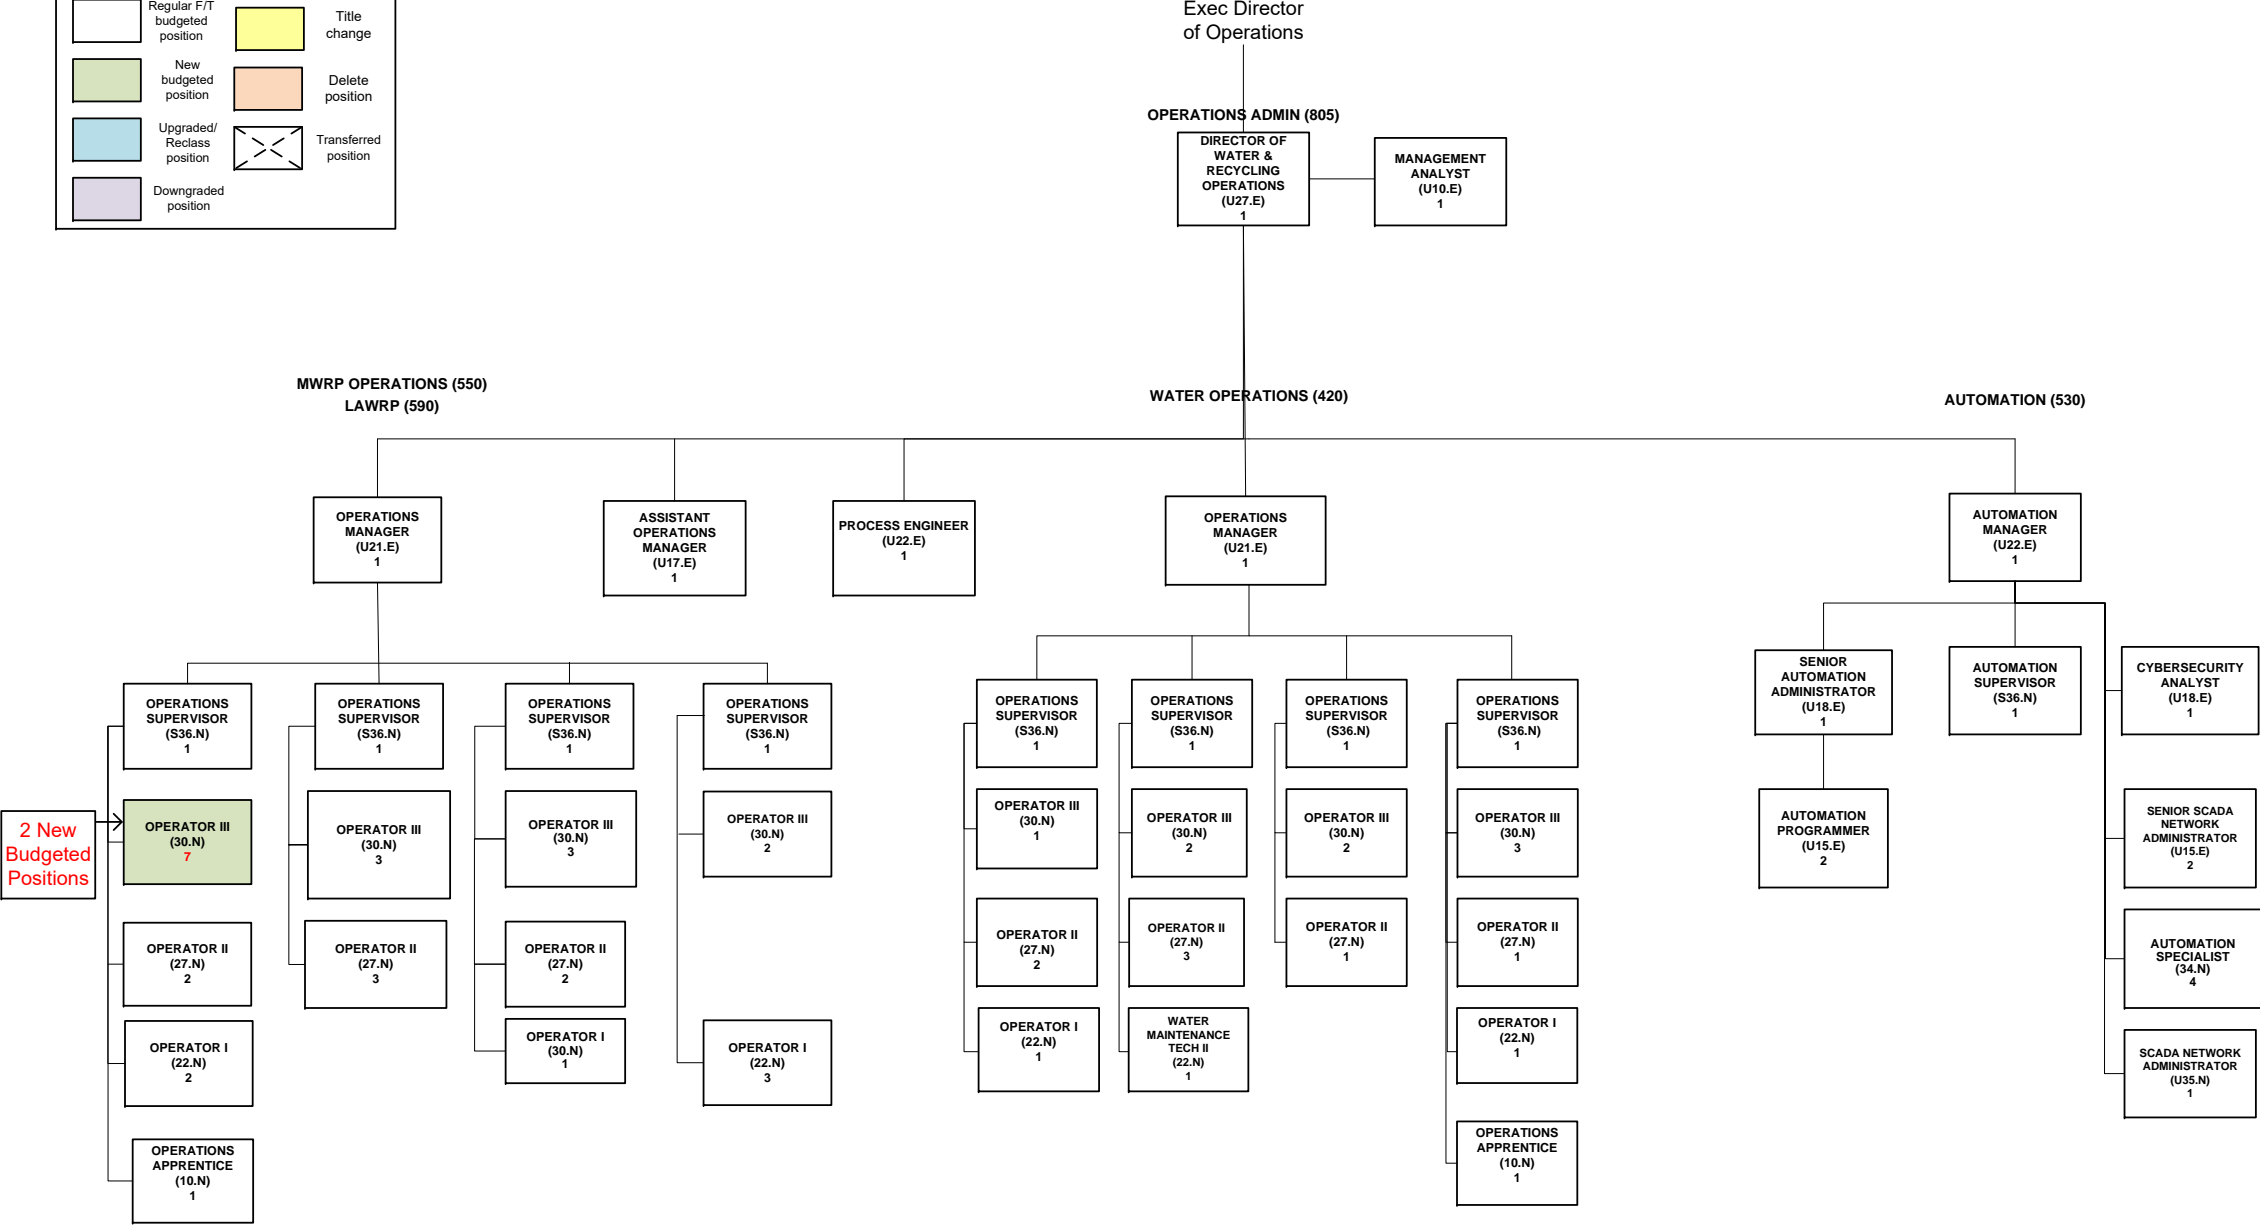 Regular F/T
budgeted
position
Title
change
New
budgeted
position
Delete
position
Upgraded/
Reclass
position
Transferred
position
Downgraded
position
Exec Director
of Operations
OPERATIONS ADMIN (805)
DIRECTOR OF
WATER &
RECYCLING
OPERATIONS
(U27.E)
1
MANAGEMENT
ANALYST
(U10.E)
1
MWRP OPERATIONS (550)
LAWRP (590)
WATER OPERATIONS (420)
AUTOMATION (530)
OPERATIONS
MANAGER
(U21.E)
1
ASSISTANT
OPERATIONS
MANAGER
(U17.E)
1
PROCESS ENGINEER
(U22.E)
1
OPERATIONS
MANAGER
(U21.E)
1
AUTOMATION
MANAGER
(U22.E)
1
OPERATIONS
SUPERVISOR
(S36.N)
1
OPERATIONS
SUPERVISOR
(S36.N)
1
OPERATIONS
SUPERVISOR
(S36.N)
1
OPERATIONS
SUPERVISOR
(S36.N)
1
OPERATIONS
SUPERVISOR
(S36.N)
1
OPERATIONS
SUPERVISOR
(S36.N)
1
OPERATIONS
SUPERVISOR
(S36.N)
1
OPERATIONS
SUPERVISOR
(S36.N)
1
SENIOR
AUTOMATION
ADMINISTRATOR
(U18.E)
1
AUTOMATION
SUPERVISOR
(S36.N)
1
CYBERSECURITY
ANALYST
(U18.E)
1
2 New
Budgeted
Positions
OPERATOR III
(30.N)
7
OPERATOR III
(30.N)
3
OPERATOR III
(30.N)
3
OPERATOR III
(30.N)
2
OPERATOR III
(30.N)
1
OPERATOR III
(30.N)
2
OPERATOR III
(30.N)
2
OPERATOR III
(30.N)
3
AUTOMATION
PROGRAMMER
(U15.E)
2
SENIOR SCADA
NETWORK
ADMINISTRATOR
(U15.E)
2
OPERATOR II
(27.N)
2
OPERATOR II
(27.N)
3
OPERATOR II
(27.N)
2
OPERATOR II
(27.N)
2
OPERATOR II
(27.N)
3
OPERATOR II
(27.N)
1
OPERATOR II
(27.N)
1
AUTOMATION
SPECIALIST
(34.N)
4
OPERATOR I
(22.N)
2
OPERATOR I
(30.N)
1
OPERATOR I
(22.N)
3
OPERATOR I
(22.N)
1
WATER
MAINTENANCE
TECH II
(22.N)
1
OPERATOR I
(22.N)
1
SCADA NETWORK
ADMINISTRATOR
(U35.N)
1
OPERATIONS
APPRENTICE
(10.N)
1
OPERATIONS
APPRENTICE
(10.N)
1